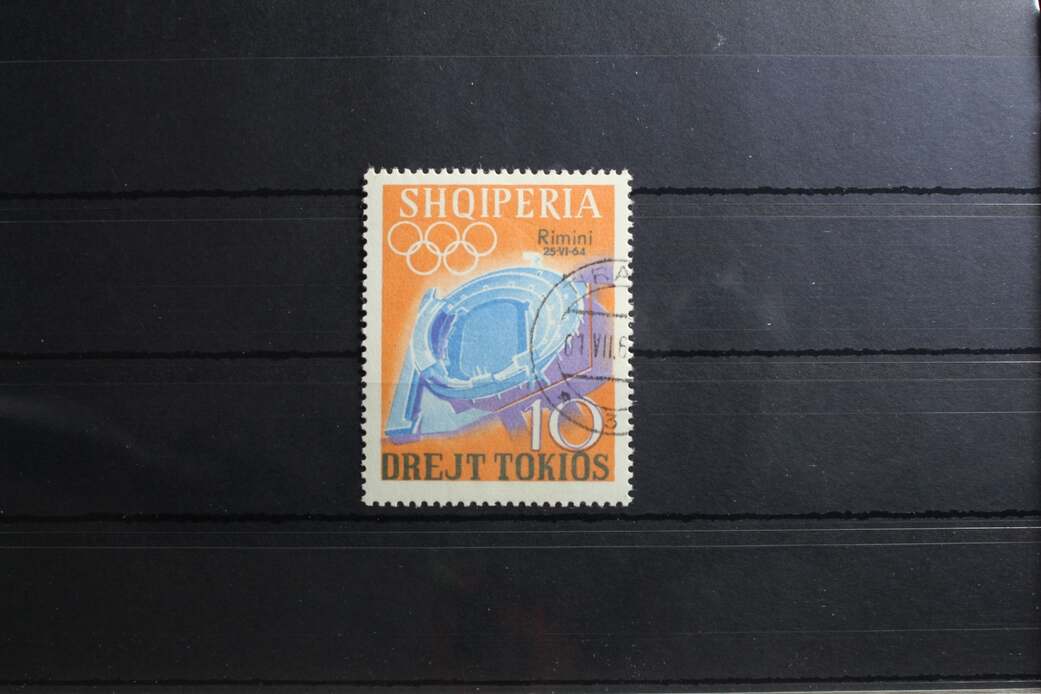 SHQIPERIA
Rimini
25-VI-64
10
DREJT TOKIOS